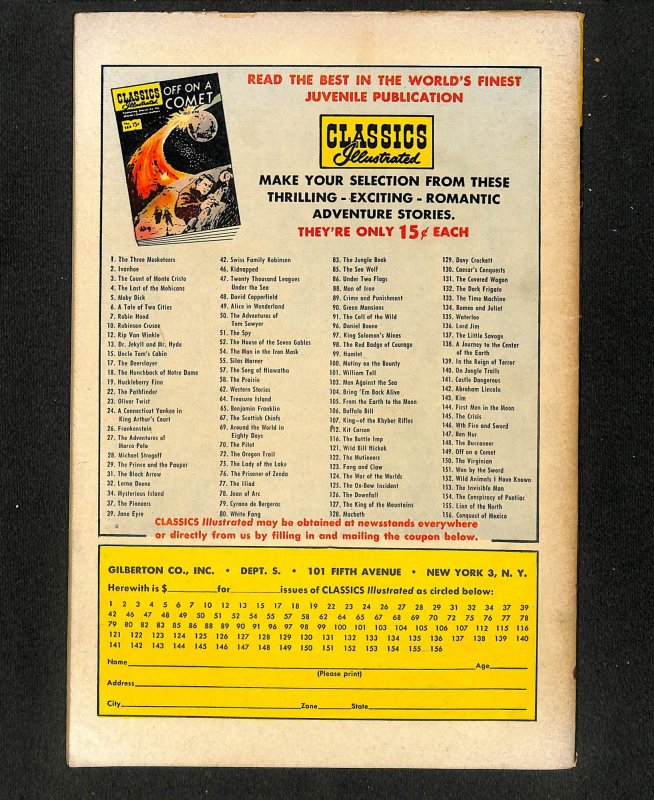 CLASSICS
Illustrated
OFF ON A
COMET
READ THE BEST IN THE WORLD'S FINEST
JUVENILE PUBLICATION
CLASSICS
Illustrated
MAKE YOUR SELECTION FROM THESE
THRILLING - EXCITING - ROMANTIC
ADVENTURE STORIES.
THEY'RE ONLY 15¢ EACH
1. The Three Musketeers
2. Ivanhoe
3. The Count of Monte Cristo
4. The Last of the Mohicans
5. Moby Dick
6. A Tale of Two Cities
7. Robin Hood
10. Robinson Crusoe
12. Rip Van Winkle
13. Dr. Jekyll and Mr. Hyde
15. Uncle Tom's Cabin
17. The Deerslayer
18. The Hunchback of Notre Dame
19. Huckleberry Finn
22. The Pathfinder
23. Oliver Twist
24. A Connecticut Yankee in
King Arthur's Court
26. Frankenstein
27. The Adventures of
Marco Polo
28. Michael Strogoff
29. The Prince and the Pauper
31. The Black Arrow
32. Lorna Doone
34. Mysterious Island
37. The Pioneers
39. Jane Eyre
42. Swiss Family Robinson
46. Kidnapped
47. Twenty Thousand Leagues
Under the Sea
48. David Copperfield
49. Alice in Wonderland
50. The Adventures of
Tom Sawyer
51. The Spy
52. The House of the Seven Gables
54. The Man in the Iron Mask
55. Silas Marner
57. The Song of Hiawatha
58. The Prairie
62. Western Stories
64. Treasure Island
65. Benjamin Franklin
67. The Scottish Chiefs
69. Around the World in
Eighty Days
70. The Pilot
72. The Oregon Trail
75. The Lady of the Lake
76. The Prisoner of Zenda
77. The Iliad
78. Joan of Arc
79. Cyrano de Bergerac
80. White Fang
83. The Jungle Book
85. The Sea Wolf
86. Under Two Flags
88. Men of Iron
89. Crime and Punishment
90. Green Mansions
91. The Call of the Wild
96. Daniel Boone
97. King Solomon's Mines
98. The Red Badge of Courage
99. Hamlet
100. Mutiny on the Bounty
101. William Tell
103. Men Against the Sea
104. Bring 'Em Back Alive
105. From the Earth to the Moon
106. Buffalo Bill
107. King—of the Khyber Rifles
112. Kit Carson
116. The Bottle Imp
121. Wild Bill Hickok
122. The Mutineers
123. Fang and Claw
124. The War of the Worlds
125. The Ox-Bow Incident
126. The Downfall
127. The King of the Mountains
128. Macbeth
129. Davy Crockett
130. Caesar's Conquests
131. The Covered Wagon
132. The Dark Frigate
133. The Time Machine
134. Romeo and Juliet
135. Waterloo
136. Lord Jim
137. The Little Savage
138. A Journey to the Center
of the Earth
139. In the Reign of Terror
140. On Jungle Trails
141. Castle Dangerous
142. Abraham Lincoln
143. Kim
144. First Men in the Moon
145. The Crisis
146. With Fire and Sword
147. Ben Hur
148. The Buccaneer
149. Off on a Comet
150. The Virginian
151. Won by the Sword
152. Wild Animals I Have Known
153. The Invisible Man
154. The Conspiracy of Pontiac
155. Lion of the North
156. Conquest of Mexico
CLASSICS Illustrated may be obtained at newsstands everywhere
or directly from us by filling in and mailing the coupon below.
GILBERTON CO., INC. • DEPT. S. • 101 FIFTH AVENUE • NEW YORK 3, N. Y.
Herewith is $ for issues of CLASSICS Illustrated as circled below:
1 2 3 4 5 6 7 10 12 13 15 17 18 19 22 23 24 26 27 28 29 31 32 34 37 39
42 46 47 48 49 50 51 52 54 55 57 58 62 64 65 67 69 70 72 75 76 77 78
79 80 83 85 86 88 89 90 91 96 97 98 99 100 101 103 104 105 106 107 112 116
121 122 123 124 125 126 127 128 129 130 131 132 133 134 135 136 137 138 139 140
141 142 143 144 145 146 147 148 149 150 151 152 153 154 155 156
Name Age
(Please print)
Address
City Zone State